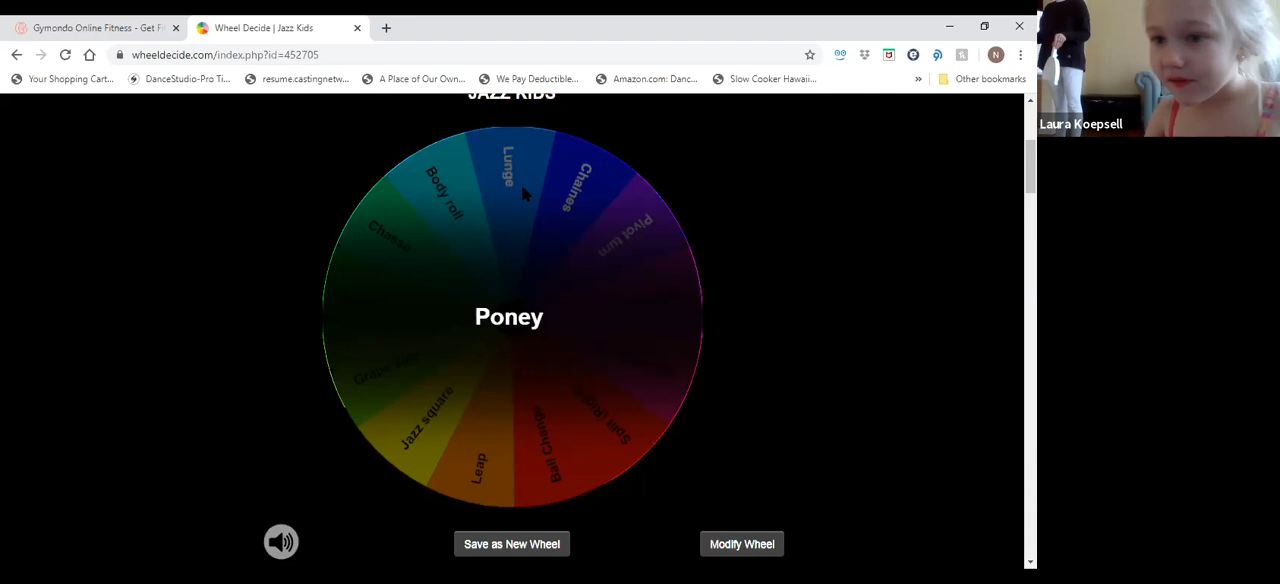 Gymondo Online Fitness - Get Fi
Wheel Decide | Jazz Kids
wheeldecide.com/index.php?id=452705
N
Your Shopping Cart...
DanceStudio-Pro Ti...
resume.castingnetw...
A Place of Our Own...
We Pay Deductible...
Amazon.com: Danc...
Slow Cooker Hawaii...
»
Other bookmarks
Laura Koepsell
JAZZ KIDS
Lunge
Chaines
Body roll
Pivot turn
Chasse
Poney
Jazz square
Split (Right
Ball Change
Leap
Save as New Wheel
Modify Wheel